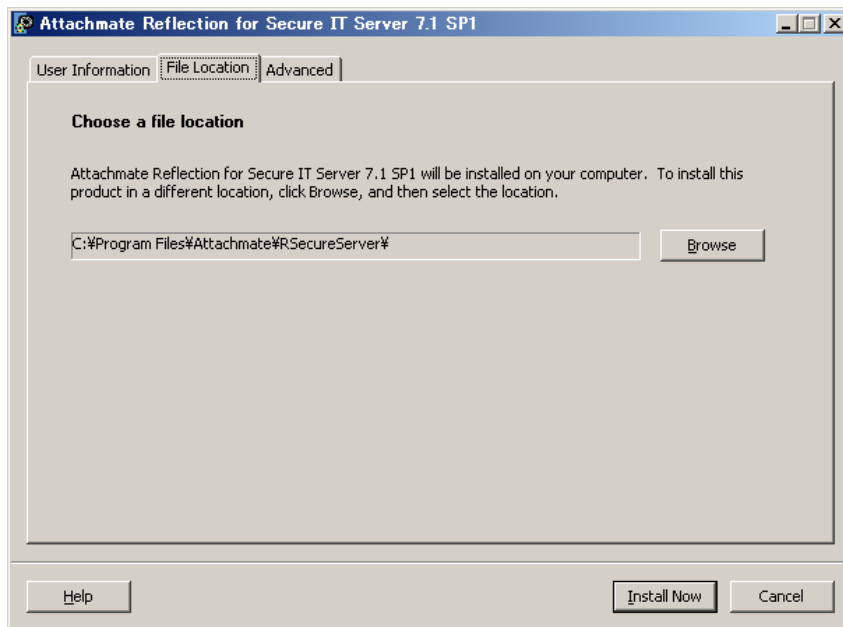 Attachmate Reflection for Secure IT Server 7.1 SP1
User Information File Location Advanced
Choose a file location
Attachmate Reflection for Secure IT Server 7.1 SP1 will be installed on your computer. To install this
product in a different location, click Browse, and then select the location.
C:¥Program Files¥Attachmate¥RSecureServer¥ Browse
Help Install Now Cancel